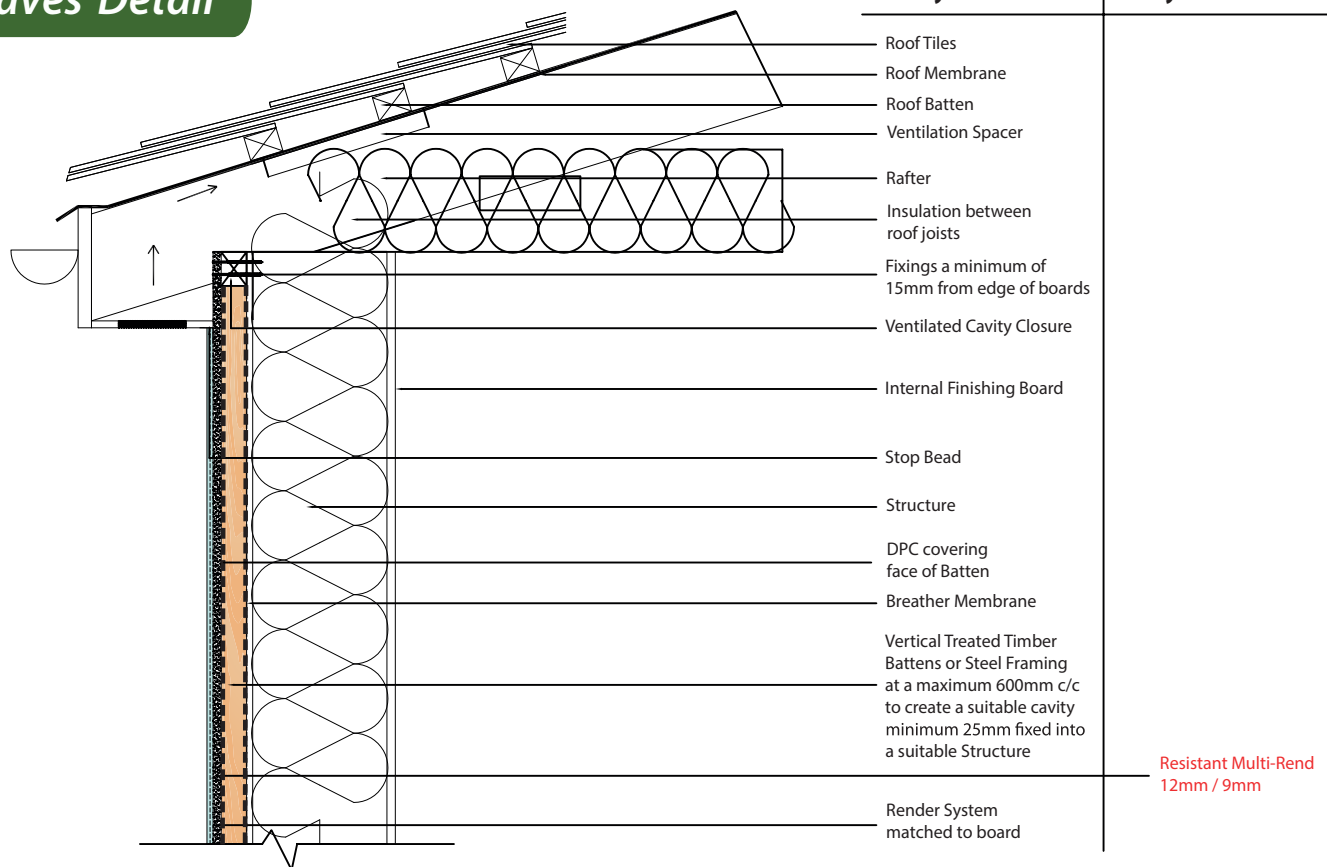 Roof Tiles
Roof Membrane
Roof Batten
Ventilation Spacer
Rafter
Insulation between
roof joists
Fixings a minimum of
15mm from edge of boards
Ventilated Cavity Closure
Internal Finishing Board
Stop Bead
Structure
DPC covering
face of Batten
Breather Membrane
Vertical Treated Timber
Battens or Steel Framing
at a maximum 600mm c/c
to create a suitable cavity
minimum 25mm fixed into
a suitable Structure
Resistant Multi-Rend
12mm / 9mm
Render System
matched to board
Detail